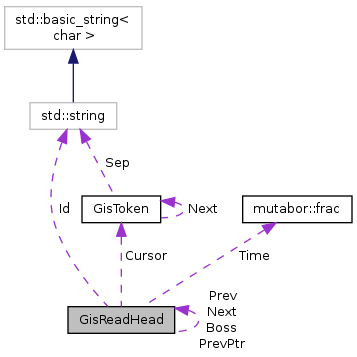 std::basic_string<
char >
std::string
Sep
Id
GisToken
Next
mutabor::frac
Cursor
Time
Prev
Next
Boss
PrevPtr
GisReadHead